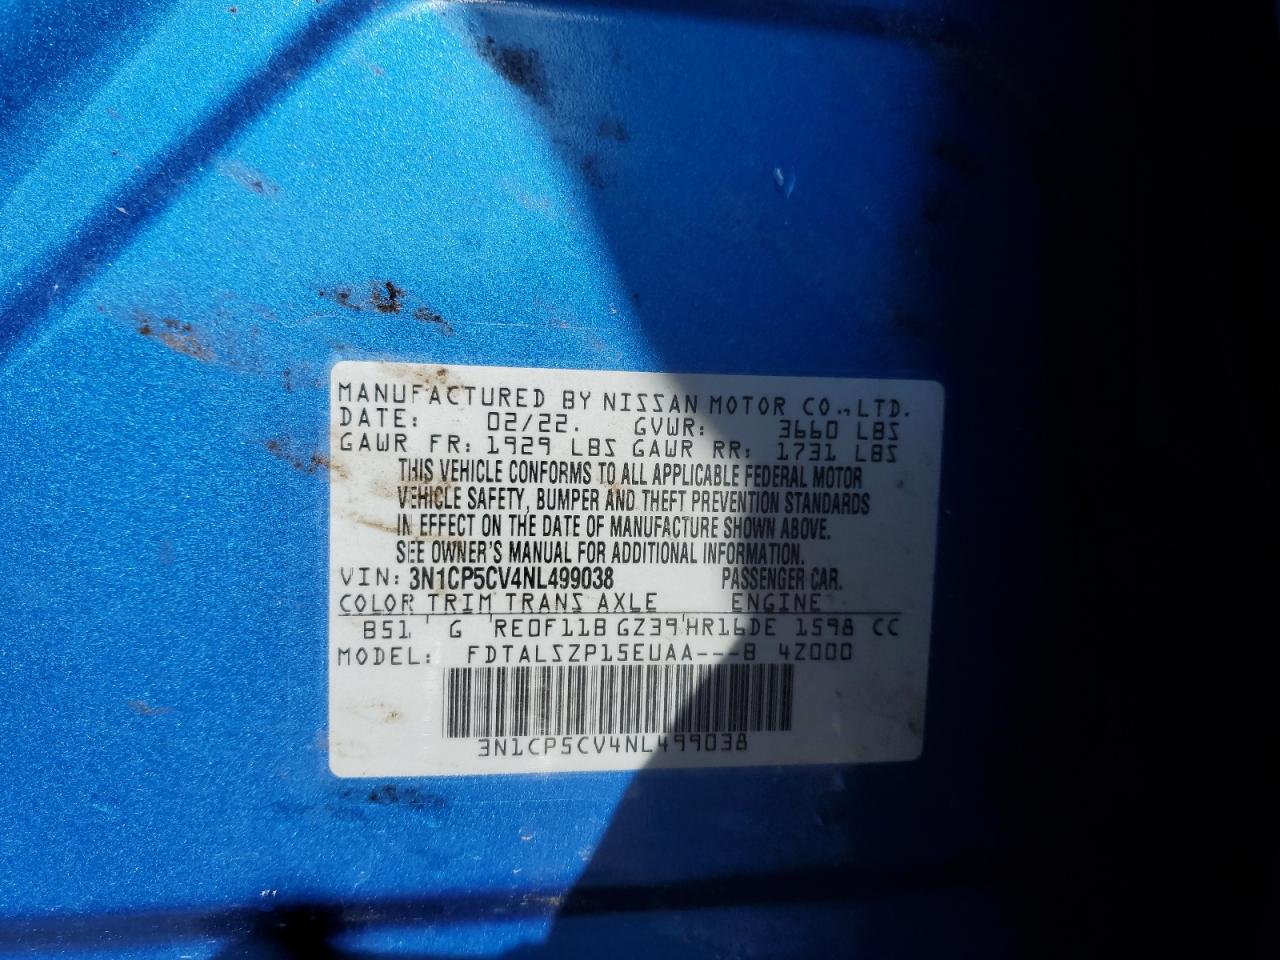 MANUFACTURED BY NISSAN MOTOR CO.,LTD.
DATE: 02/22. GVWR: 3660 LBS
GAWR FR: 1929 LBS GAWR RR: 1731 LBS
THIS VEHICLE CONFORMS TO ALL APPLICABLE FEDERAL MOTOR
VEHICLE SAFETY, BUMPER AND THEFT PREVENTION STANDARDS
IN EFFECT ON THE DATE OF MANUFACTURE SHOWN ABOVE.
SEE OWNER'S MANUAL FOR ADDITIONAL INFORMATION.
VIN: 3N1CP5CV4NL499038 PASSENGER CAR.
COLOR TRIM TRANS AXLE ENGINE
B51 ' G 'RE0F11B GZ39'HR16DE 1598 CC
MODEL: FDTALSZP15EUAA---B 4Z000
3N1CP5CV4NL499038